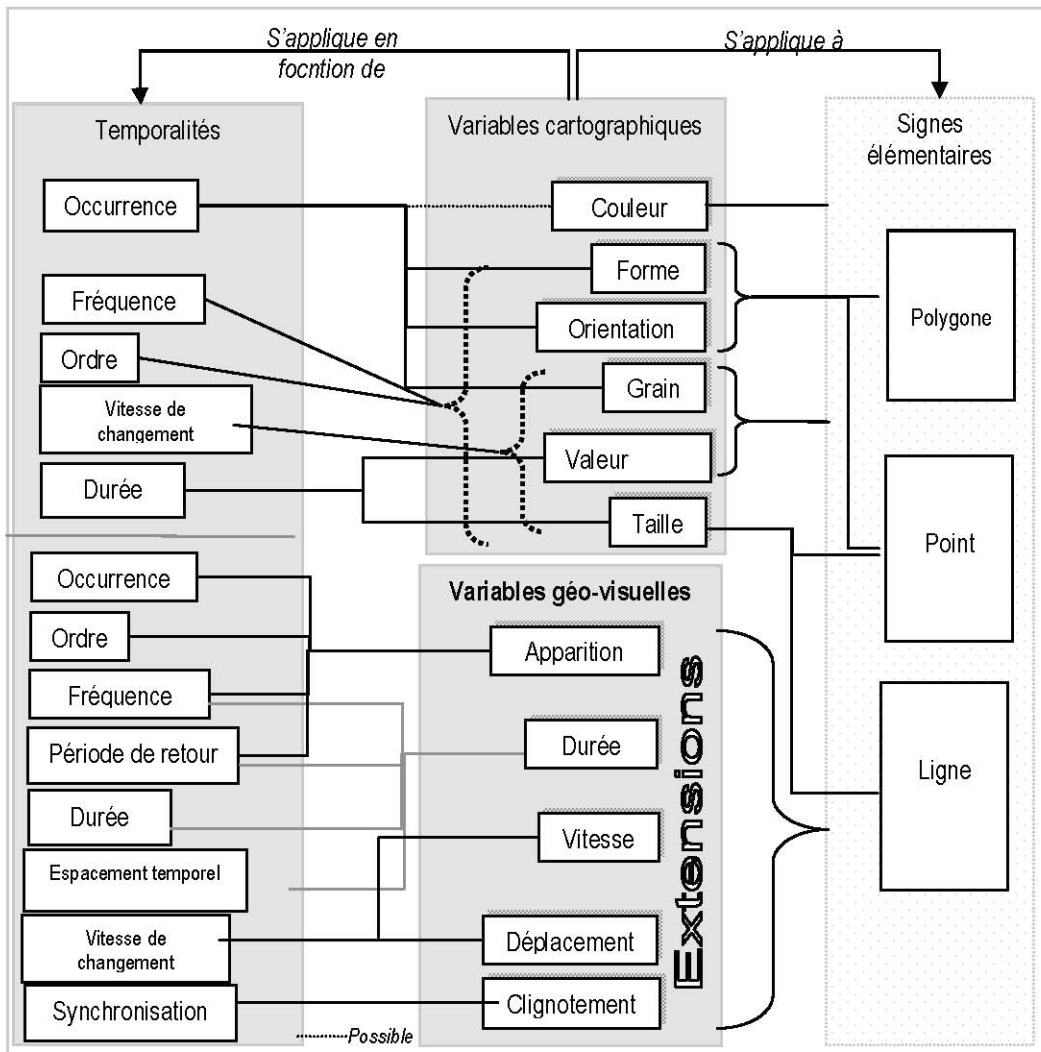 S'applique en
focntion de
S'applique à
Temporalités
Occurrence
Fréquence
Ordre
Vitesse de
changement
Durée
Occurrence
Ordre
Fréquence
Période de retour
Durée
Espacement temporel
Vitesse de
changement
Synchronisation
Variables cartographiques
Couleur
Forme
Orientation
Grain
Valeur
Taille
Variables géo-visuelles
Apparition
Durée
Vitesse
Déplacement
Clignotement
Extensions
Possible
Signes
élémentaires
Polygone
Point
Ligne